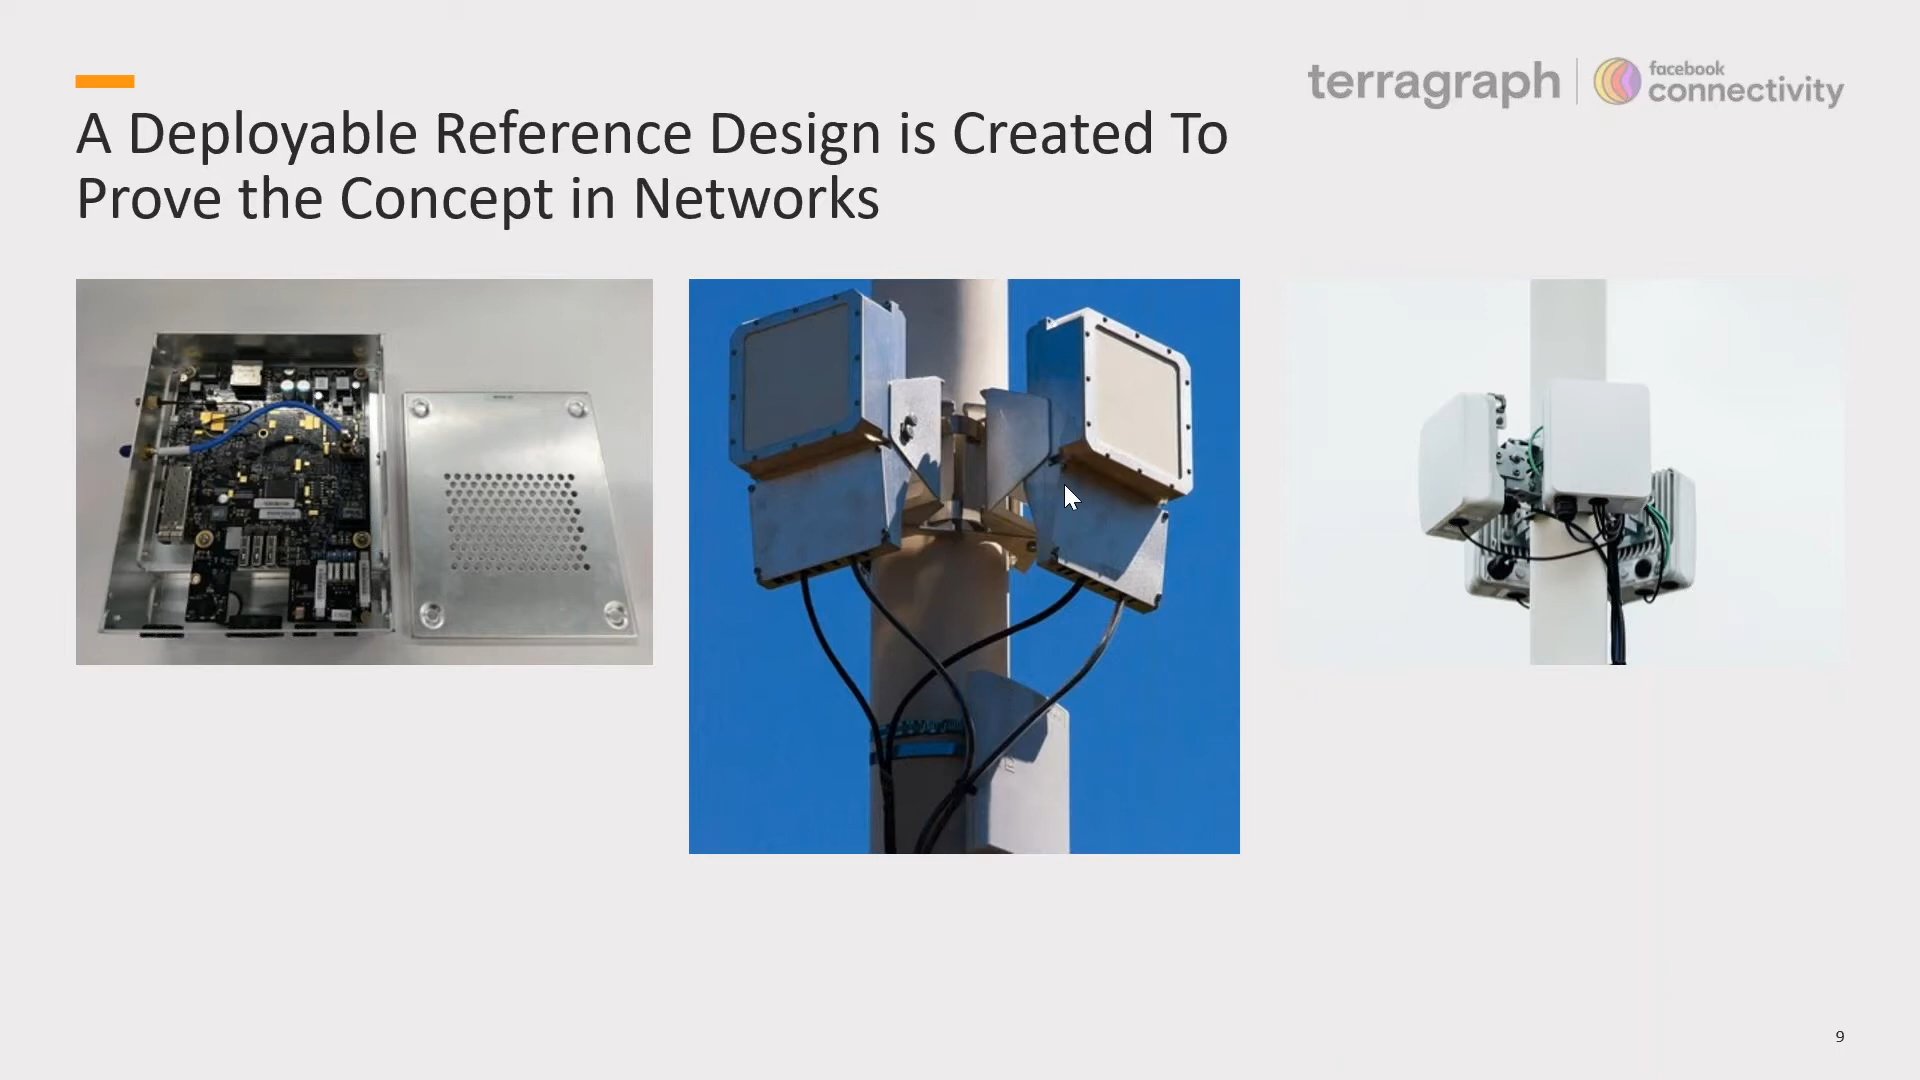 terragraph
facebook
connectivity
A Deployable Reference Design is Created To
Prove the Concept in Networks
9